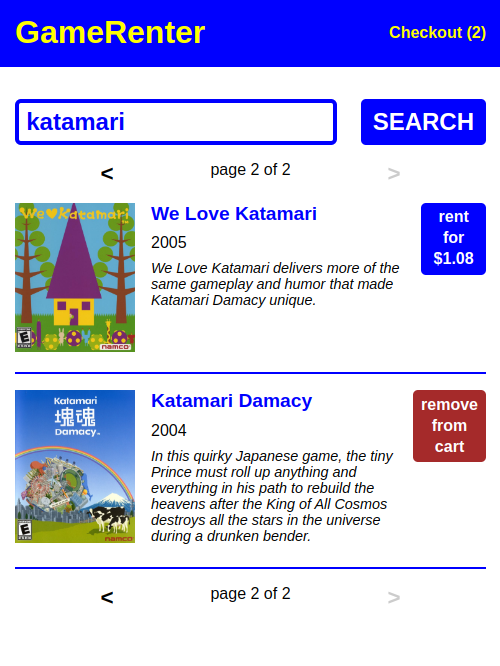 GameRenter
Checkout (2)
katamari
SEARCH
<
page 2 of 2
>
We ♥ Katamari
E
namco
We Love Katamari
2005
We Love Katamari delivers more of the
same gameplay and humor that made
Katamari Damacy unique.
rent
for
$1.08
Katamari
塊魂
Damacy
E
namco
Katamari Damacy
2004
In this quirky Japanese game, the tiny
Prince must roll up anything and
everything in his path to rebuild the
heavens after the King of All Cosmos
destroys all the stars in the universe
during a drunken bender.
remove
from
cart
<
page 2 of 2
>